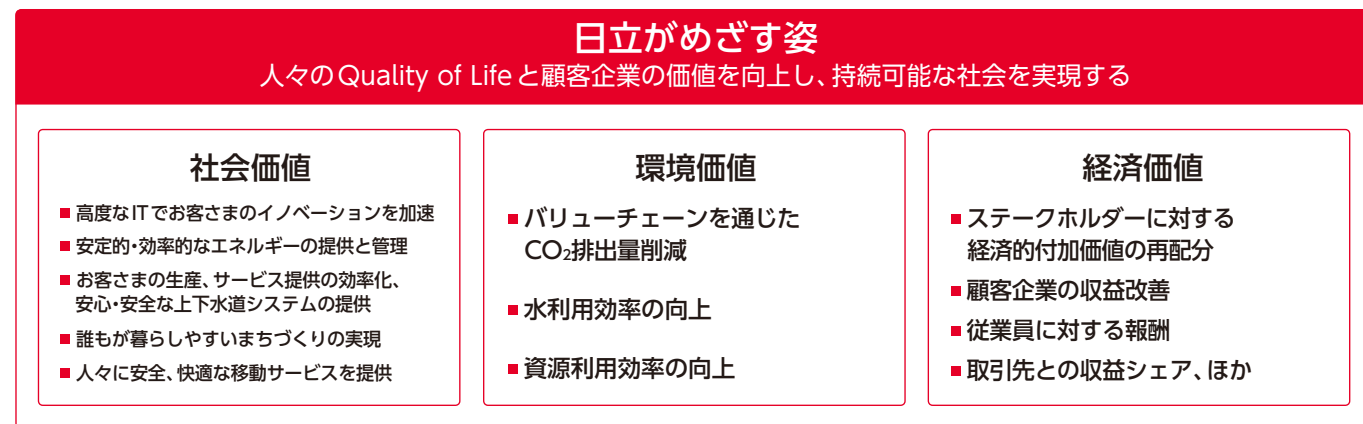 日立がめざす姿
人々のQuality of Lifeと顧客企業の価値を向上し、持続可能な社会を実現する
社会価値
■ 高度なITでお客さまのイノベーションを加速
■ 安定的・効率的なエネルギーの提供と管理
■ お客さまの生産、サービス提供の効率化、
安心・安全な上下水道システムの提供
■ 誰もが暮らしやすいまちづくりの実現
■ 人々に安全、快適な移動サービスを提供
環境価値
■ バリューチェーンを通じた
CO₂排出量削減
■ 水利用効率の向上
■ 資源利用効率の向上
経済価値
■ ステークホルダーに対する
経済的付加価値の再配分
■ 顧客企業の収益改善
■ 従業員に対する報酬
■ 取引先との収益シェア、ほか